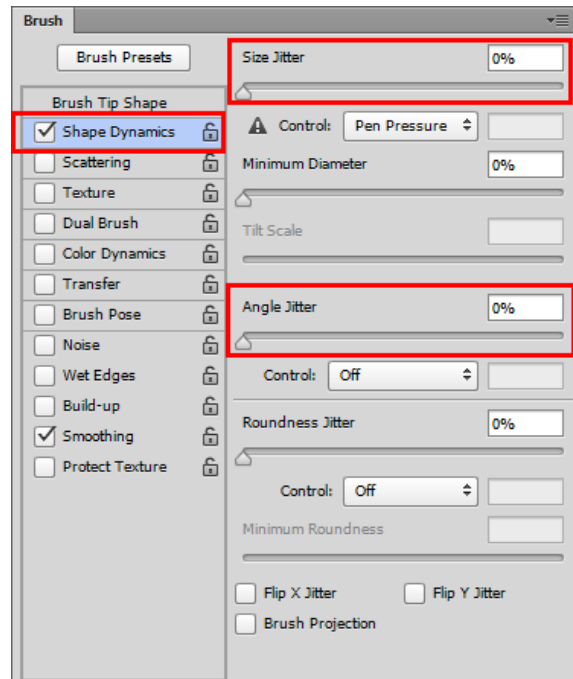 Brush
Brush Presets
Brush Tip Shape
Shape Dynamics
Scattering
Texture
Dual Brush
Color Dynamics
Transfer
Brush Pose
Noise
Wet Edges
Build-up
Smoothing
Protect Texture
Size Jitter 0%
Control: Pen Pressure
Minimum Diameter 0%
Tilt Scale
Angle Jitter 0%
Control: Off
Roundness Jitter 0%
Control: Off
Minimum Roundness
Flip X Jitter Flip Y Jitter
Brush Projection